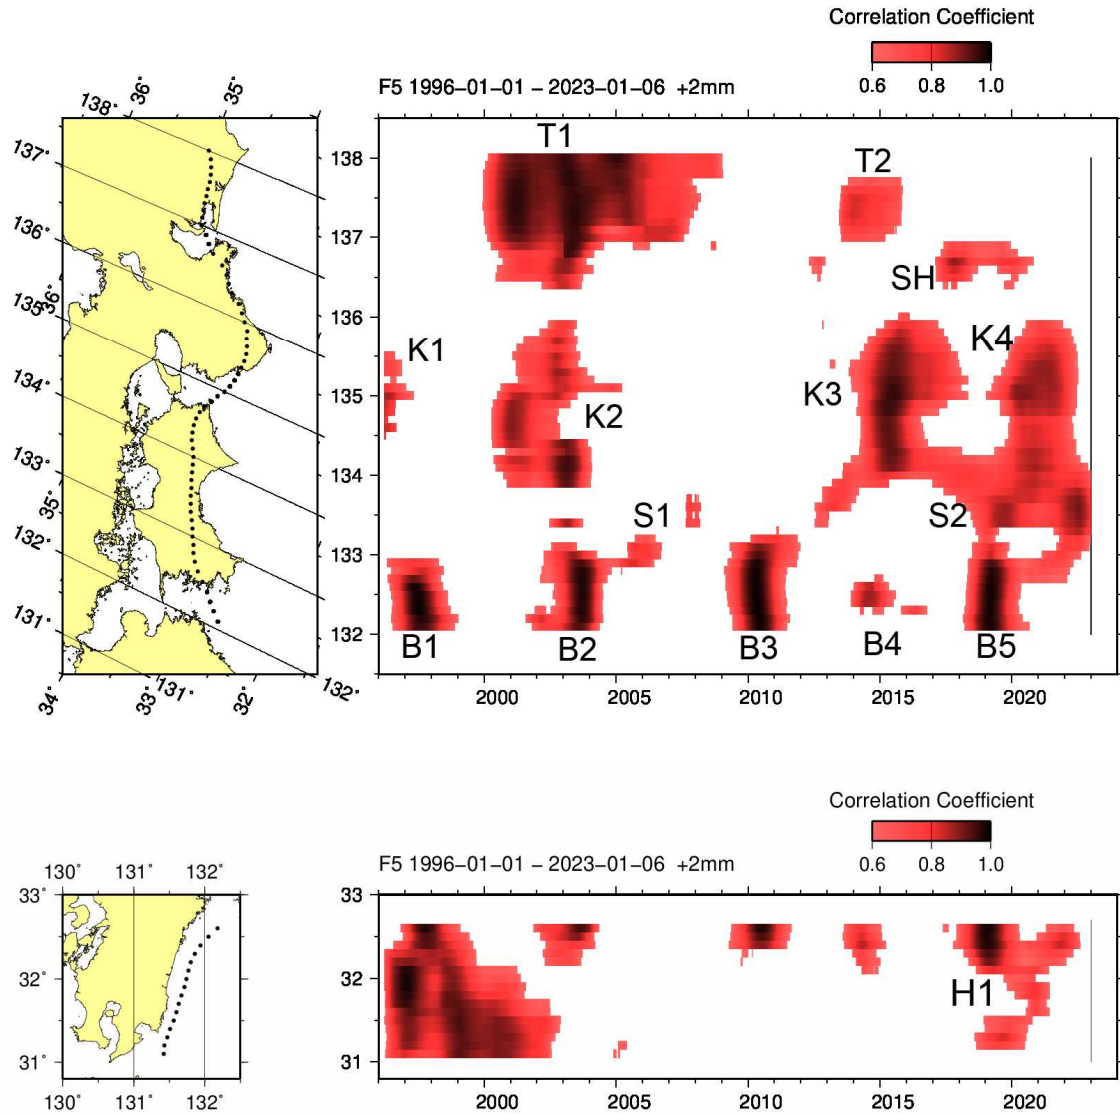 Correlation Coefficient
0.6 0.8 1.0
F5 1996−01−01 − 2023−01−06 +2mm
36° 35°
138°
137°
136°
135°
36°
134°
133°
35°
132°
131°
34° 33° 131° 32° 132°
138
137
136
135
134
133
132
T1
T2
SH
K1
K4
K3
K2
S1
S2
B1 B2 B3 B4 B5
2000 2005 2010 2015 2020
Correlation Coefficient
0.6 0.8 1.0
F5 1996−01−01 − 2023−01−06 +2mm
130° 131° 132°
33°
32°
31°
130° 131° 132°
33
32
31
H1
2000 2005 2010 2015 2020